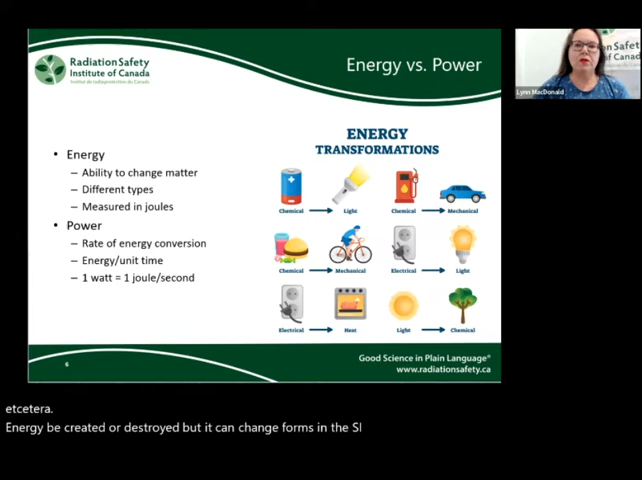 Radiation Safety
Institute of Canada
Institut de radioprotection du Canada
Energy vs. Power
Lynn MacDonald
Energy
Ability to change matter
Different types
Measured in joules
Power
Rate of energy conversion
Energy/unit time
1 watt = 1 joule/second
ENERGY
TRANSFORMATIONS
Chemical Light Chemical Mechanical
Chemical Mechanical Electrical Light
Electrical Heat Light Chemical
6
Good Science in Plain Language®
www.radiationsafety.ca
etcetera.
Energy be created or destroyed but it can change forms in the SI